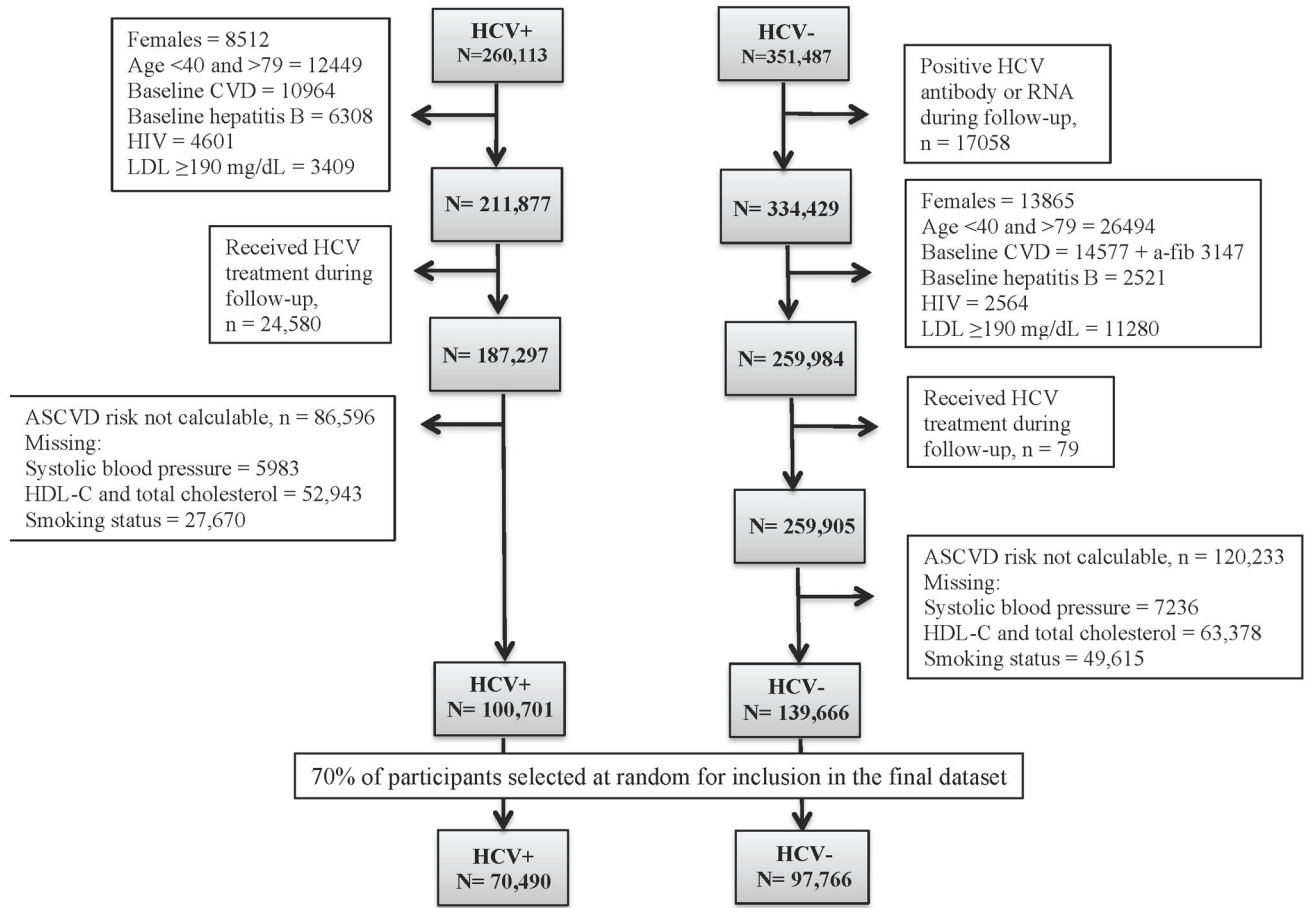 HCV+
N=260,113
Females = 8512
Age <40 and >79 = 12449
Baseline CVD = 10964
Baseline hepatitis B = 6308
HIV = 4601
LDL ≥190 mg/dL = 3409
N= 211,877
Received HCV
treatment during
follow-up,
n = 24,580
N= 187,297
ASCVD risk not calculable, n = 86,596
Missing:
Systolic blood pressure = 5983
HDL-C and total cholesterol = 52,943
Smoking status = 27,670
HCV+
N= 100,701
HCV-
N=351,487
Positive HCV
antibody or RNA
during follow-up,
n = 17058
N= 334,429
Females = 13865
Age <40 and >79 = 26494
Baseline CVD = 14577 + a-fib 3147
Baseline hepatitis B = 2521
HIV = 2564
LDL ≥190 mg/dL = 11280
N= 259,984
Received HCV
treatment during
follow-up, n = 79
N= 259,905
ASCVD risk not calculable, n = 120,233
Missing:
Systolic blood pressure = 7236
HDL-C and total cholesterol = 63,378
Smoking status = 49,615
HCV-
N= 139,666
70% of participants selected at random for inclusion in the final dataset
HCV+
N= 70,490
HCV-
N= 97,766